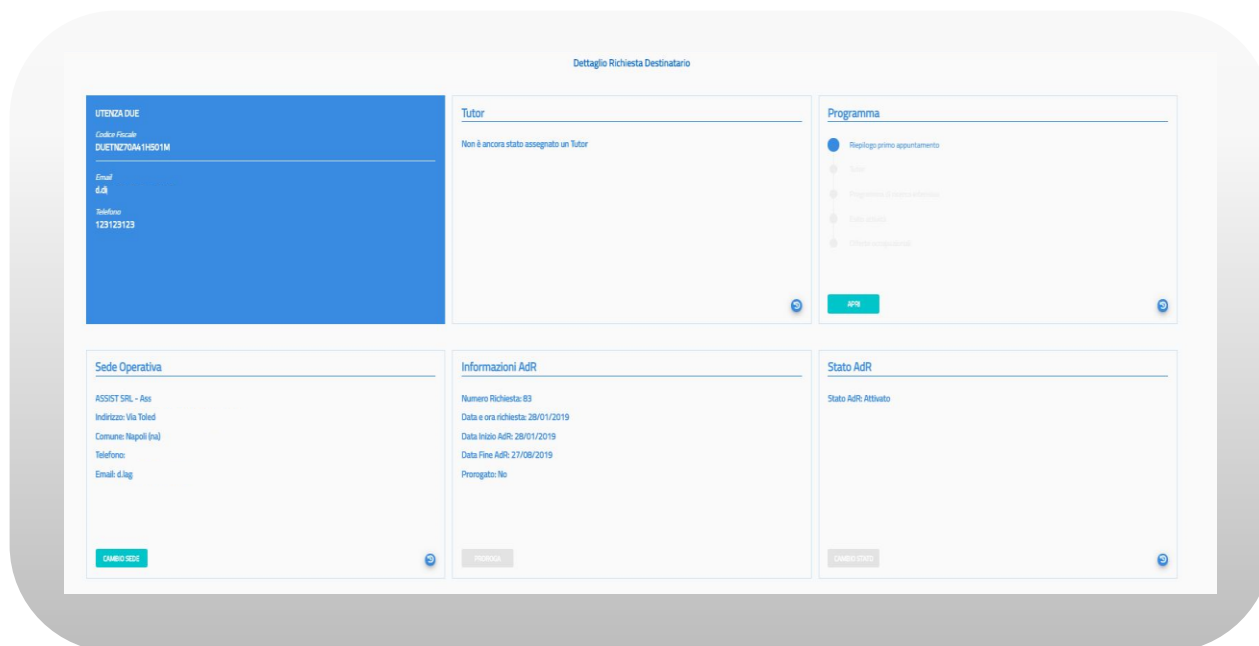 Dettaglio Richiesta Destinatario
UTENZA DUE
Codice Fiscale
DUETNZ70A41H501M
Email
d.di
Telefono
123123123
Tutor
Non è ancora stato assegnato un Tutor
Programma
Riepilogo primo appuntamento
Tutor
APRI
Sede Operativa
ASSIST SRL - Ass
Indirizzo: Via Toled
Comune: Napoli (na)
Telefono:
Email: d.lag
CAMBIO SEDE
Informazioni AdR
Numero Richiesta: 83
Data e ora richiesta: 28/01/2019
Data Inizio AdR: 28/01/2019
Data Fine AdR: 27/08/2019
Prorogato: No
PROROGA
Stato AdR
Stato AdR: Attivato
CAMBIO STATO